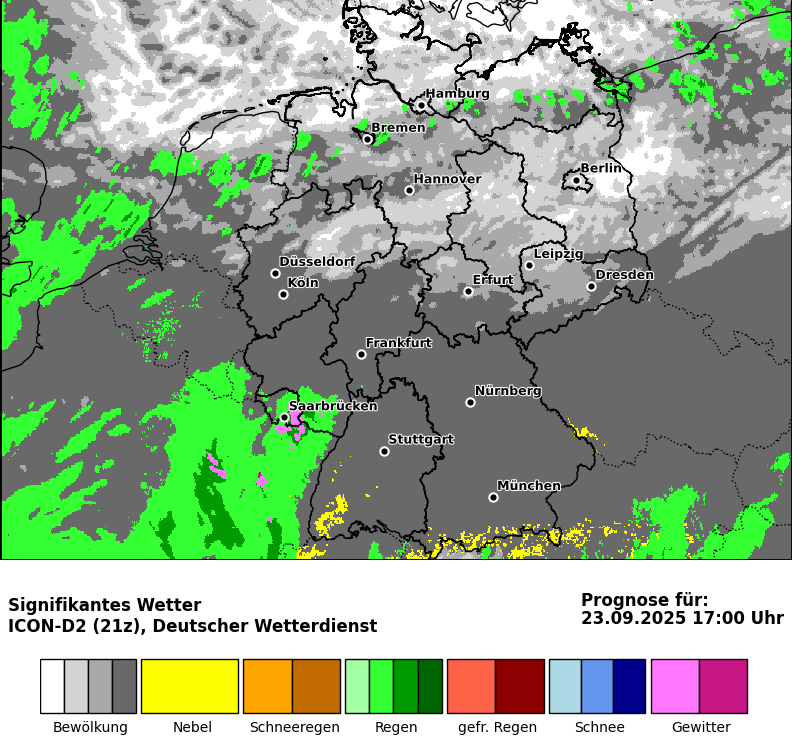 Hamburg
Bremen
Berlin
Hannover
Leipzig
Düsseldorf
Dresden
Köln
Erfurt
Frankfurt
Nürnberg
Saarbrücken
Stuttgart
München
Signifikantes Wetter
ICON-D2 (21z), Deutscher Wetterdienst
Prognose für:
23.09.2025 17:00 Uhr
Bewölkung Nebel Schneeregen Regen gefr. Regen Schnee Gewitter